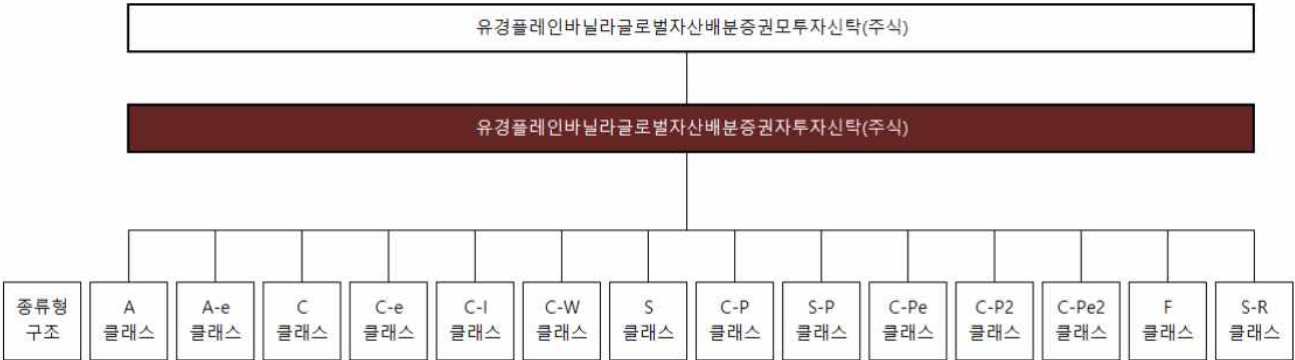 유경플레인바닐라글로벌자산배분증권모투자신탁(주식)
유경플레인바닐라글로벌자산배분증권자투자신탁(주식)
종류형
구조
A
클래스
A-e
클래스
C
클래스
C-e
클래스
C-I
클래스
C-W
클래스
S
클래스
C-P
클래스
S-P
클래스
C-Pe
클래스
C-P2
클래스
C-Pe2
클래스
F
클래스
S-R
클래스